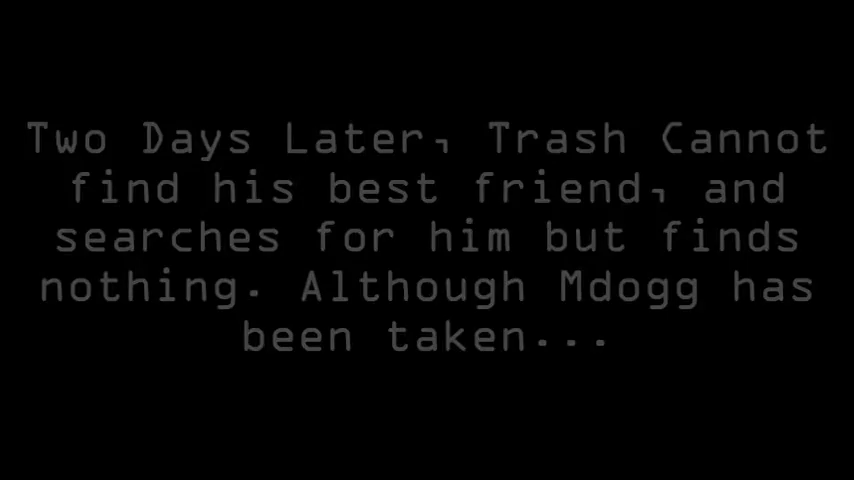 Two Days Later, Trash Cannot
find his best friend, and
searches for him but finds
nothing. Although Mdogg has
been taken...